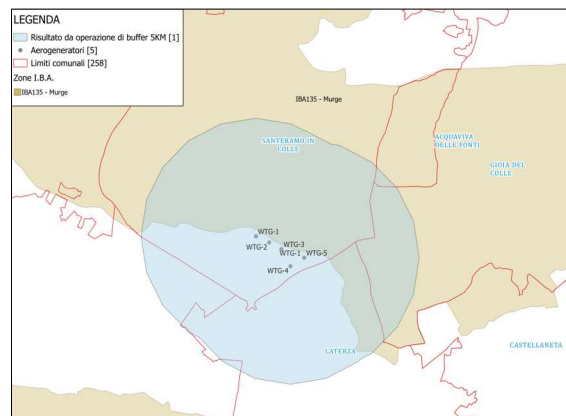 LEGENDA
Risultato da operazione di buffer 5KM [1]
Aerogeneratori [5]
Limiti comunali [258]
Zone I.B.A.
IBA135 - Murge
IBA135 - Murge
SANTERAMO IN
COLLE
ACQUAVIVA
DELLE FONTI
GIOIA DEL
COLLE
WTG-1
WTG-2
WTG-3
WTG-1
WTG-5
WTG-4
LATERZA
CASTELLANETA